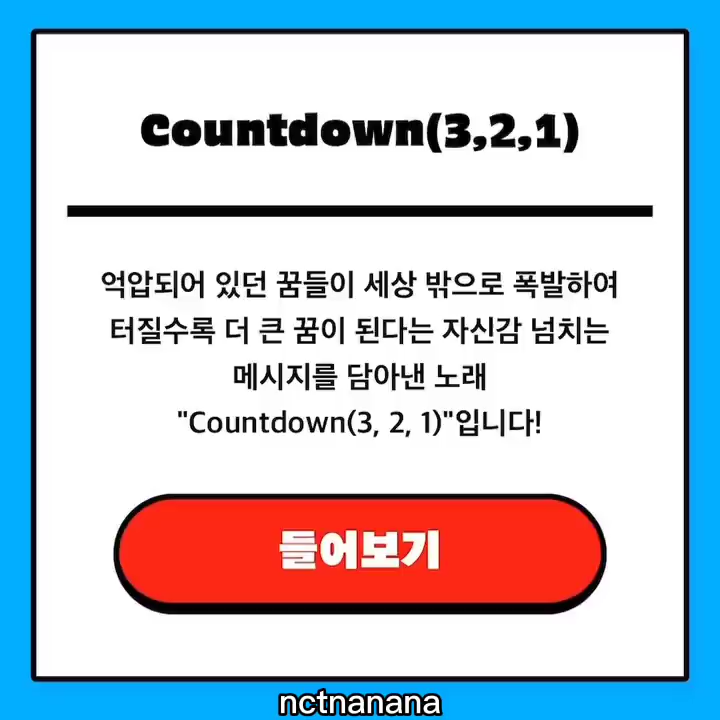 Countdown(3,2,1)
억압되어 있던 꿈들이 세상 밖으로 폭발하여
터질수록 더 큰 꿈이 된다는 자신감 넘치는
메시지를 담아낸 노래
"Countdown(3, 2, 1)"입니다!
들어보기
nctnanana